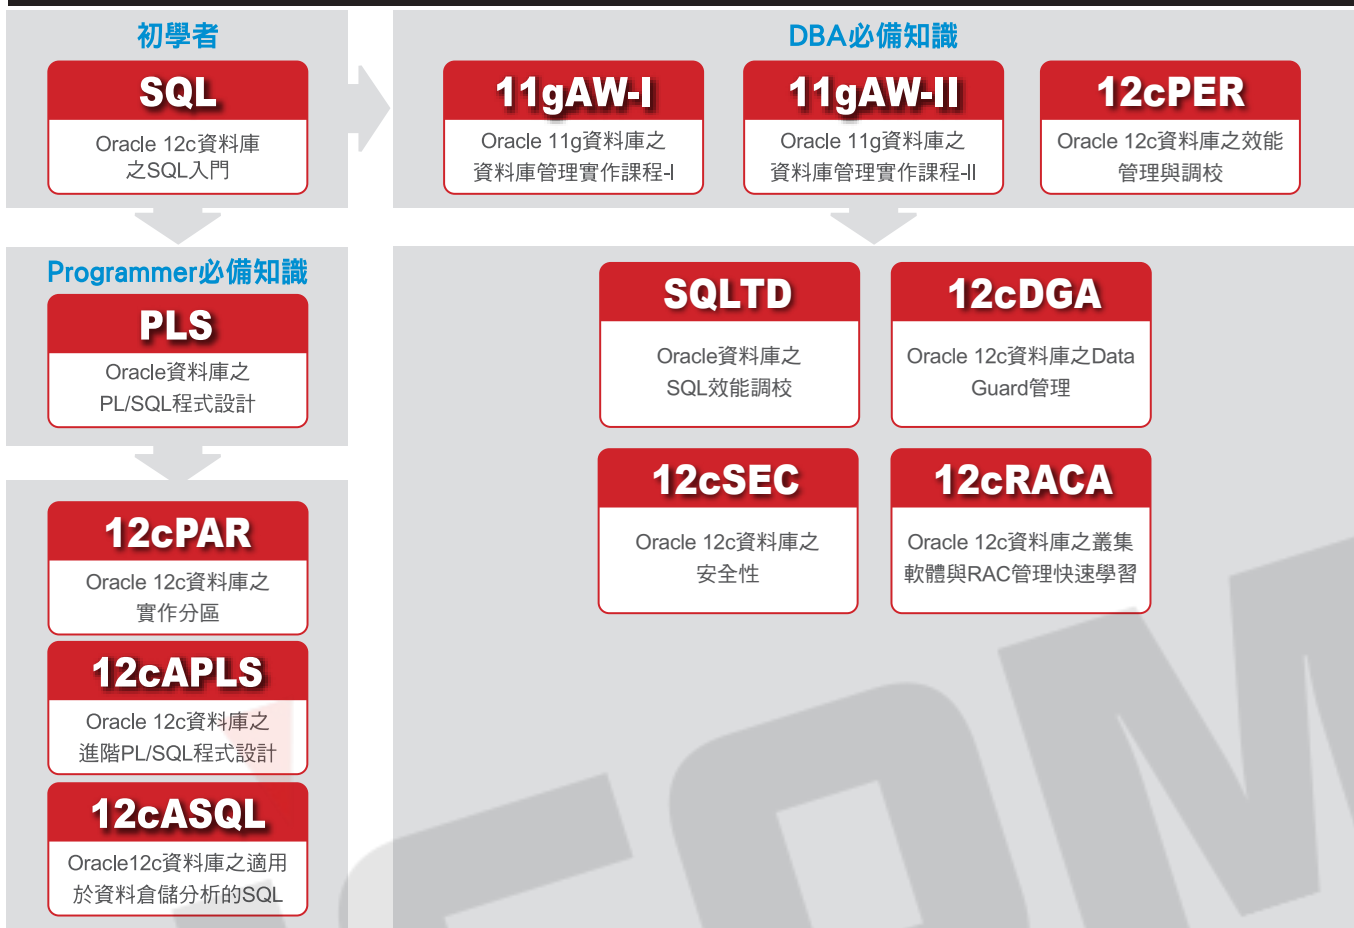 初學者
SQL
Oracle 12c資料庫
之SQL入門
DBA必備知識
11gAW-I
Oracle 11g資料庫之
資料庫管理實作課程-I
11gAW-II
Oracle 11g資料庫之
資料庫管理實作課程-II
12cPER
Oracle 12c資料庫之效能
管理與調校
Programmer必備知識
PLS
Oracle資料庫之
PL/SQL程式設計
12cPAR
Oracle 12c資料庫之
實作分區
12cAPLS
Oracle 12c資料庫之
進階PL/SQL程式設計
12cASQL
Oracle12c資料庫之適用
於資料倉儲分析的SQL
SQLTD
Oracle資料庫之
SQL效能調校
12cDGA
Oracle 12c資料庫之Data
Guard管理
12cSEC
Oracle 12c資料庫之
安全性
12cRACA
Oracle 12c資料庫之叢集
軟體與RAC管理快速學習